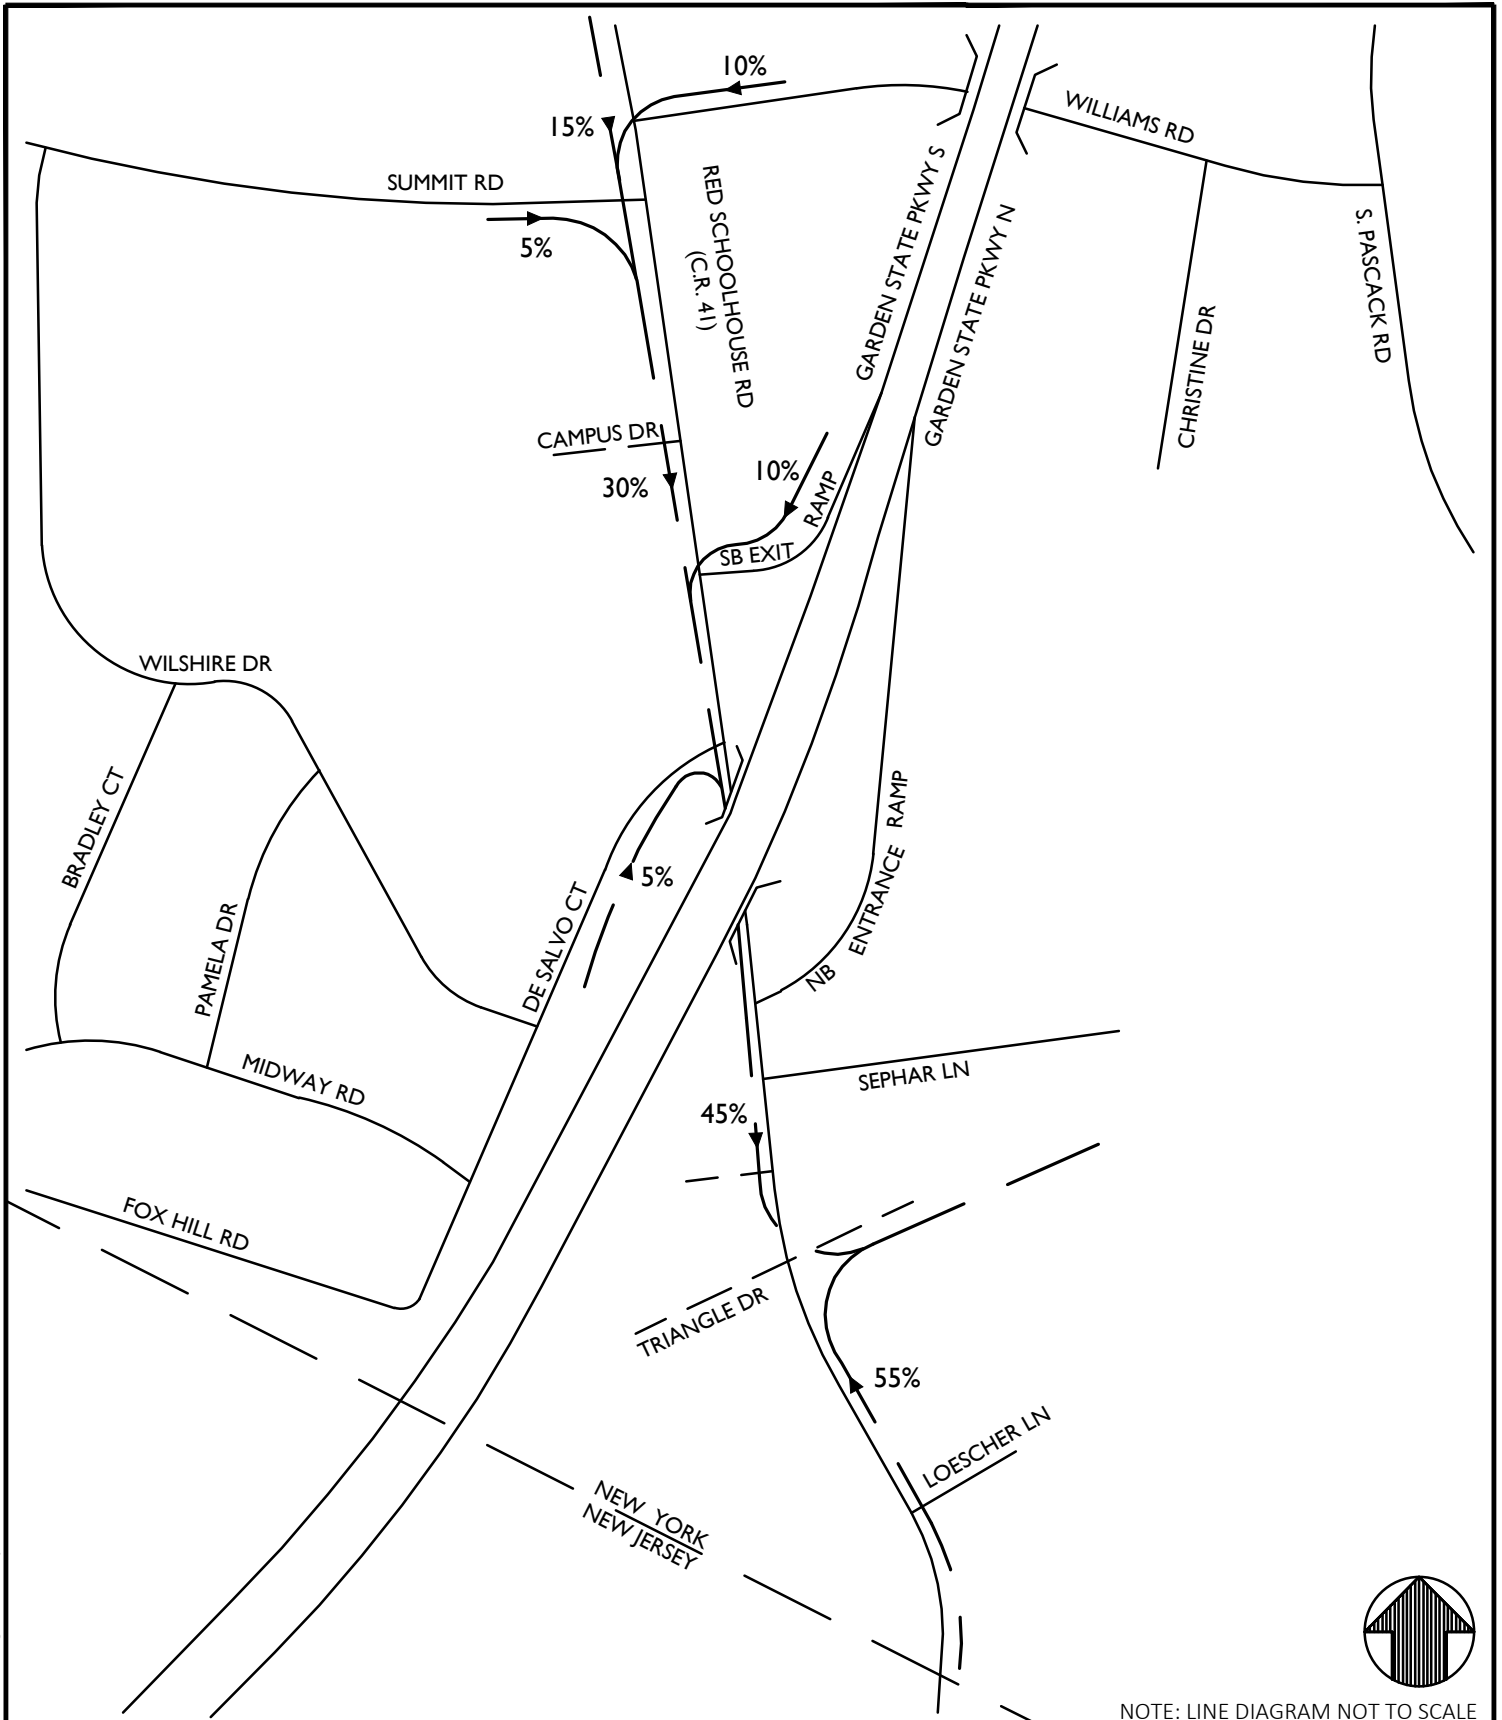 10%
WILLIAMS RD
15%
SUMMIT RD
5%
RED SCHOOLHOUSE RD
(C.R. 41)
GARDEN STATE PKWY S
GARDEN STATE PKWY N
S. PASCACK RD
CHRISTINE DR
CAMPUS DR
30%
10%
SB EXIT
RAMP
WILSHIRE DR
BRADLEY CT
PAMELA DR
5%
DE SALVO CT
NB
ENTRANCE
RAMP
MIDWAY RD
SEPHAR LN
45%
FOX HILL RD
TRIANGLE DR
55%
LOESCHER LN
NEW YORK
NEW JERSEY
NOTE: LINE DIAGRAM NOT TO SCALE